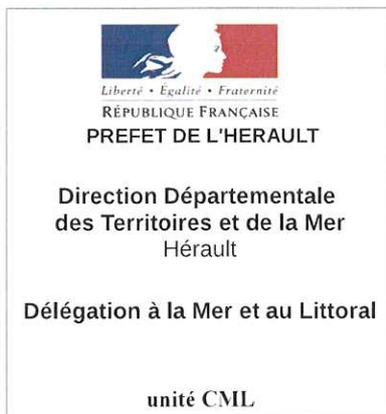 Liberté • Égalité • Fraternité
RÉPUBLIQUE FRANÇAISE
PREFET DE L'HERAULT
Direction Départementale
des Territoires et de la Mer
Hérault
Délégation à la Mer et au Littoral
unité CML